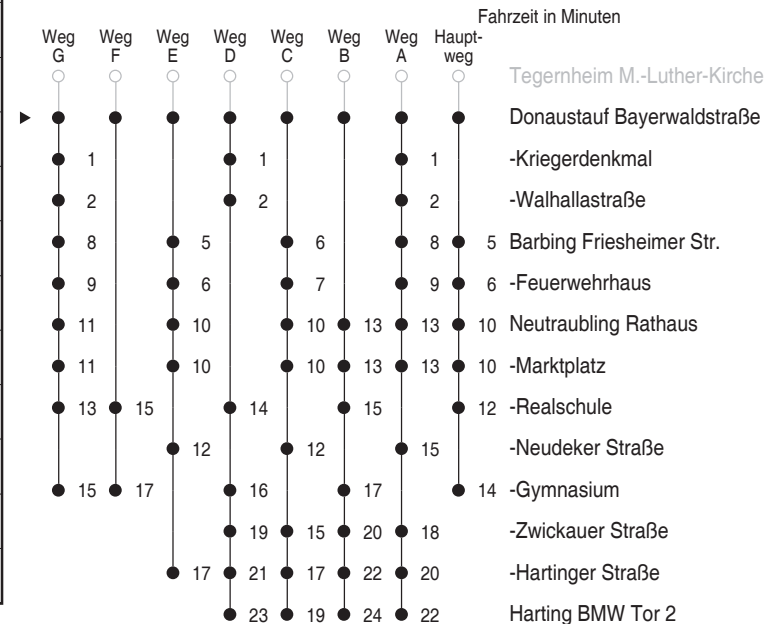 Fahrzeit in Minuten
Weg Weg Weg Weg Weg Weg Weg Haupt-
G F E D C B A weg
Tegernheim M.-Luther-Kirche
Donaustauf Bayerwaldstraße
1 1 1 -Kriegerdenkmal
2 2 2 -Walhallastraße
8 5 6 8 5 Barbing Friesheimer Str.
9 6 7 9 6 -Feuerwehrhaus
11 10 10 13 13 10 Neutraubling Rathaus
11 10 10 13 13 10 -Marktplatz
13 15 14 15 12 -Realschule
12 12 15 -Neudeker Straße
15 17 16 17 14 -Gymnasium
19 15 20 18 -Zwickauer Straße
17 21 17 22 20 -Hartinger Straße
23 19 24 22 Harting BMW Tor 2